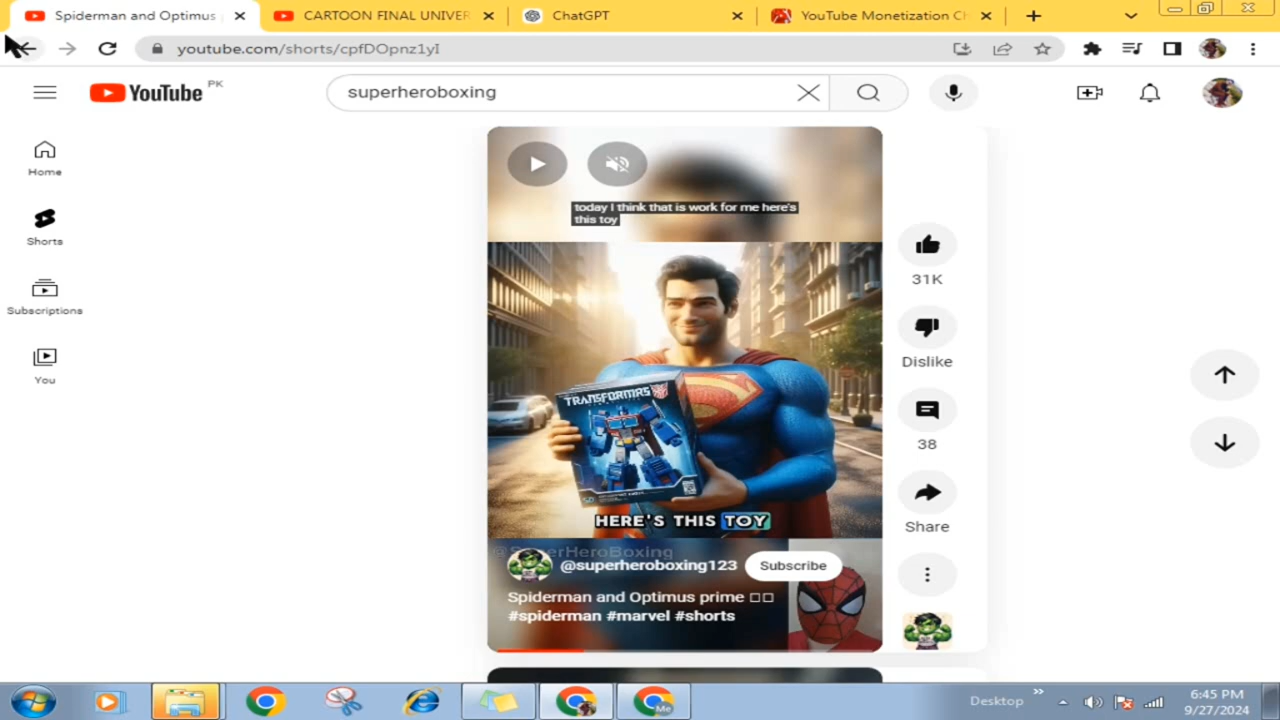 Spiderman and Optimus
CARTOON FINAL UNIVER
ChatGPT
YouTube Monetization Ch
youtube.com/shorts/cpfDOpnz1yI
YouTube PK
superheroboxing
Home
Shorts
Subscriptions
You
today I think that is work for me here's
this toy
TRANSFORMAS
HERE'S THIS TOY
@SuperHeroBoxing
@superheroboxing123
Subscribe
Spiderman and Optimus prime
#spiderman #marvel #shorts
31K
Dislike
38
Share
Me
Desktop
6:45 PM
9/27/2024